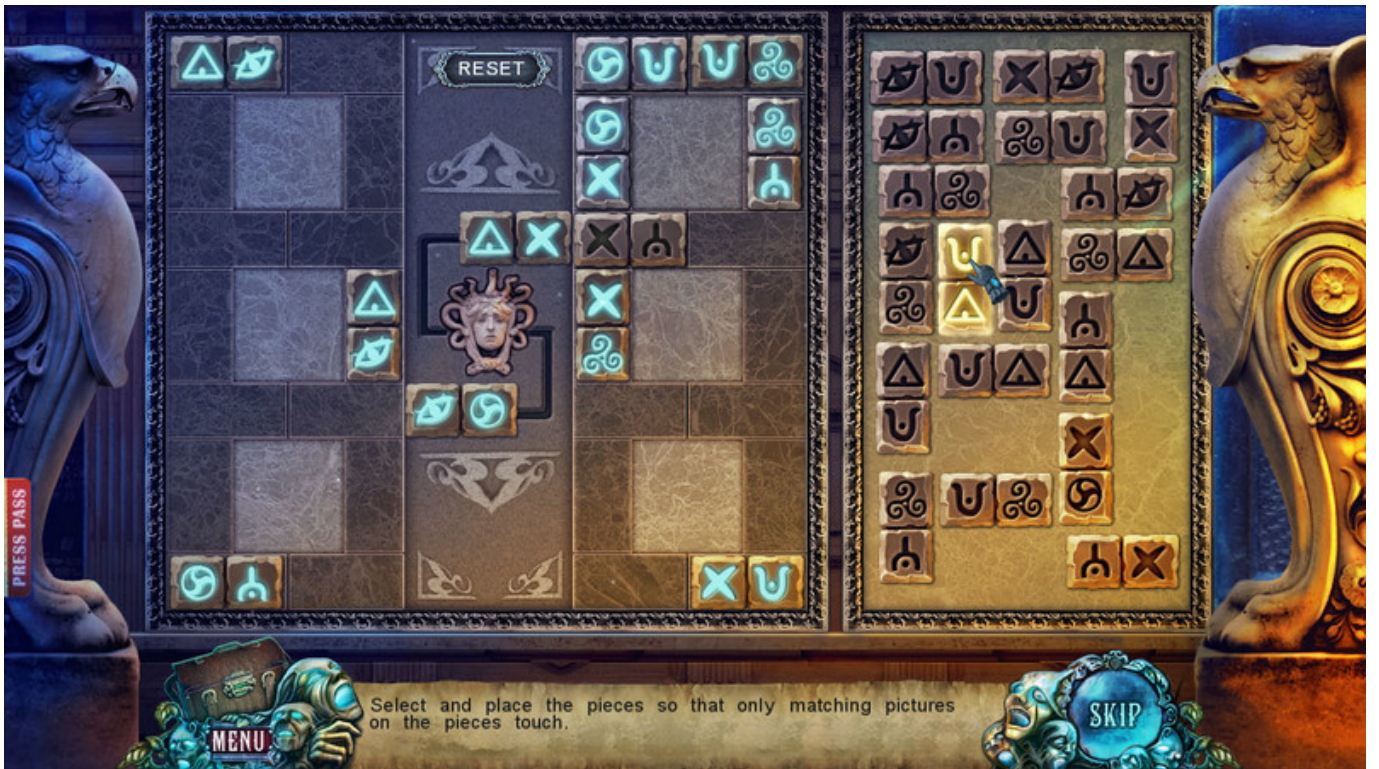 RESET
PRESS PASS
Select and place the pieces so that only matching pictures
on the pieces touch.
MENU
SKIP